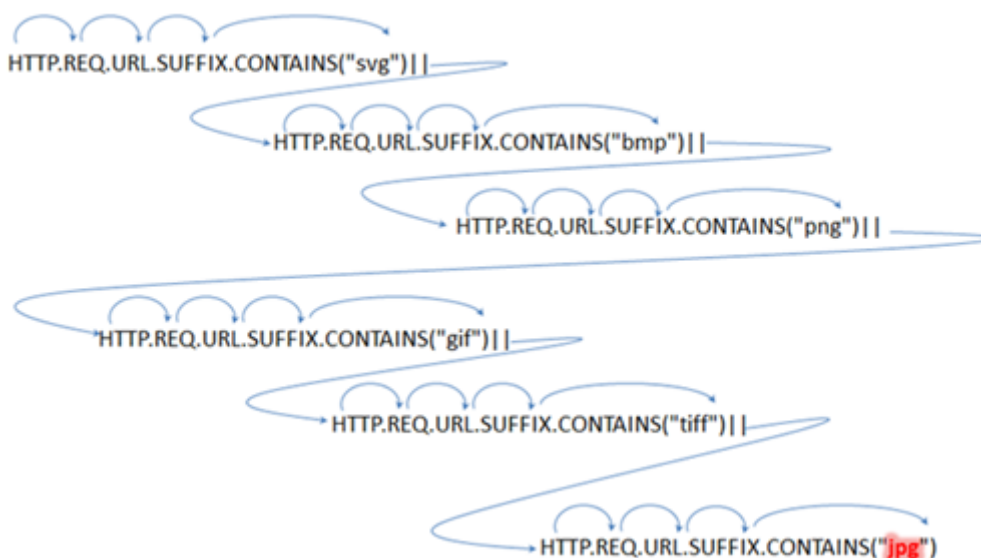 HTTP.REQ.URL.SUFFIX.CONTAINS("svg")||
HTTP.REQ.URL.SUFFIX.CONTAINS("bmp")||
HTTP.REQ.URL.SUFFIX.CONTAINS("png")||
HTTP.REQ.URL.SUFFIX.CONTAINS("gif")||
HTTP.REQ.URL.SUFFIX.CONTAINS("tiff")||
HTTP.REQ.URL.SUFFIX.CONTAINS("jpg")